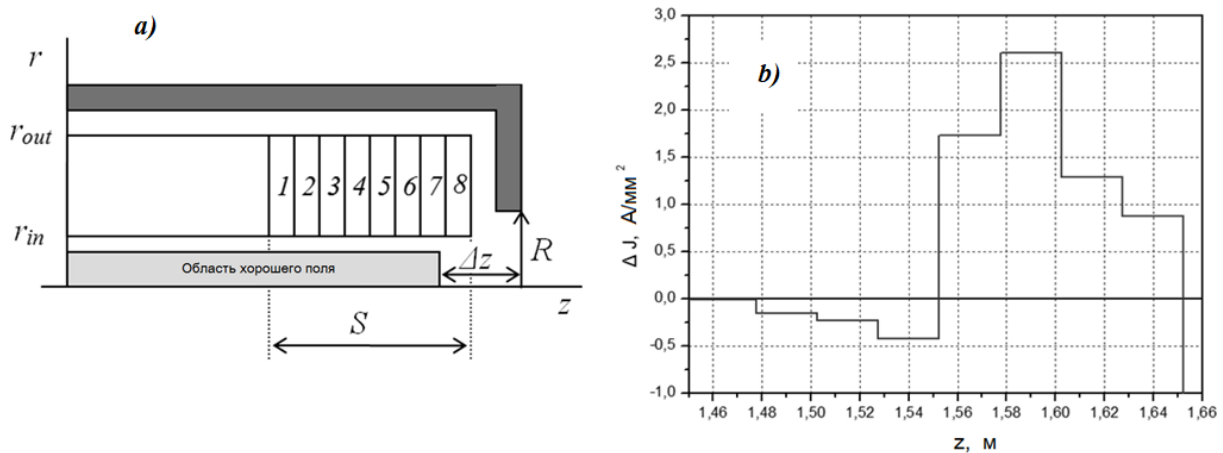 a)
r
r_out
r_in
1 2 3 4 5 6 7 8
R
Область хорошего поля
Δz
z
S
b)
3,0
2,5
2,0
1,5
1,0
0,5
0,0
-0,5
-1,0
Δ J, А/мм²
1,46 1,48 1,50 1,52 1,54 1,56 1,58 1,60 1,62 1,64 1,66
z, м